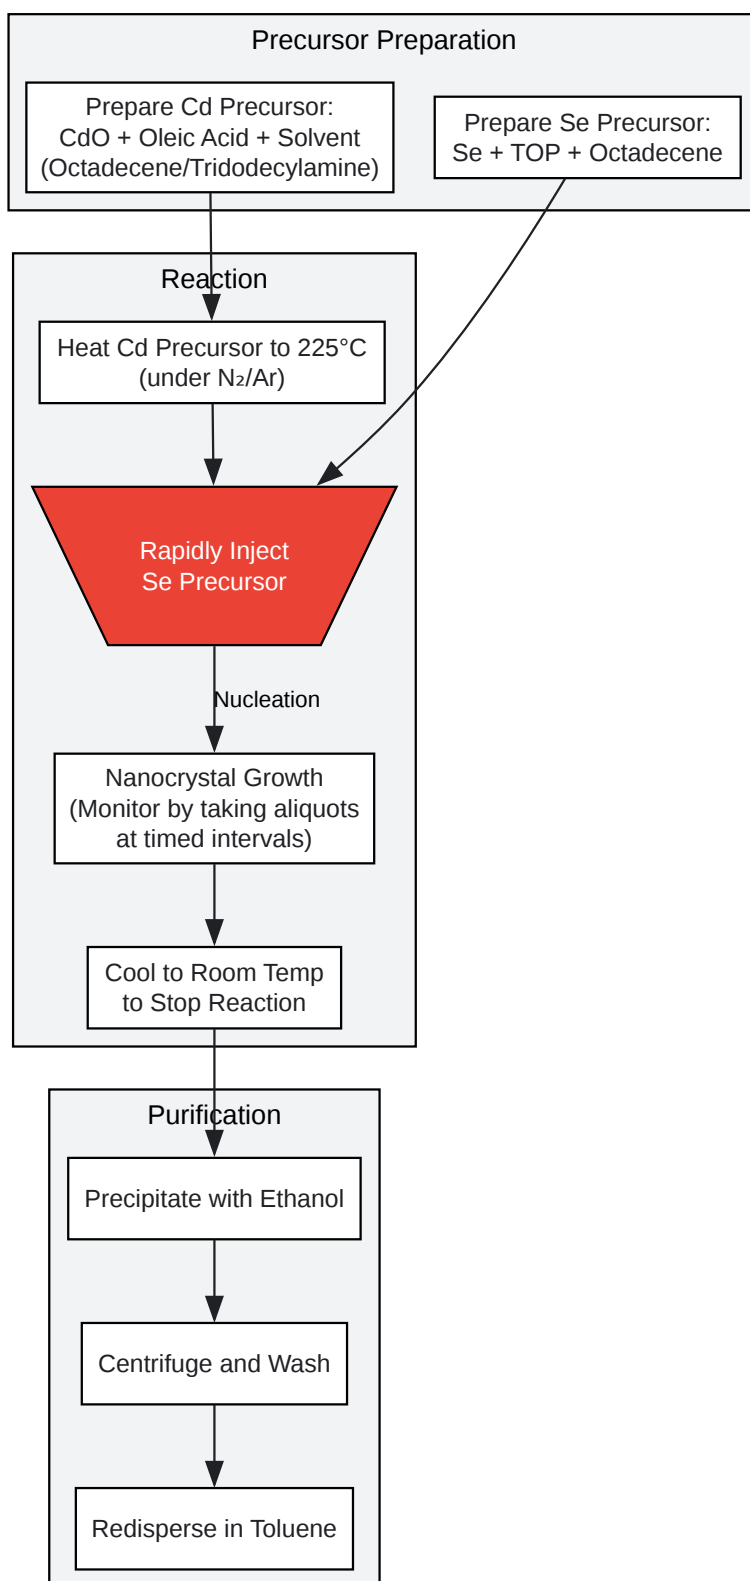 Precursor Preparation
Prepare Cd Precursor:
CdO + Oleic Acid + Solvent
(Octadecene/Tridodecylamine)
Prepare Se Precursor:
Se + TOP + Octadecene
Reaction
Heat Cd Precursor to 225°C
(under N₂/Ar)
Rapidly Inject
Se Precursor
Nucleation
Nanocrystal Growth
(Monitor by taking aliquots
at timed intervals)
Cool to Room Temp
to Stop Reaction
Purification
Precipitate with Ethanol
Centrifuge and Wash
Redisperse in Toluene